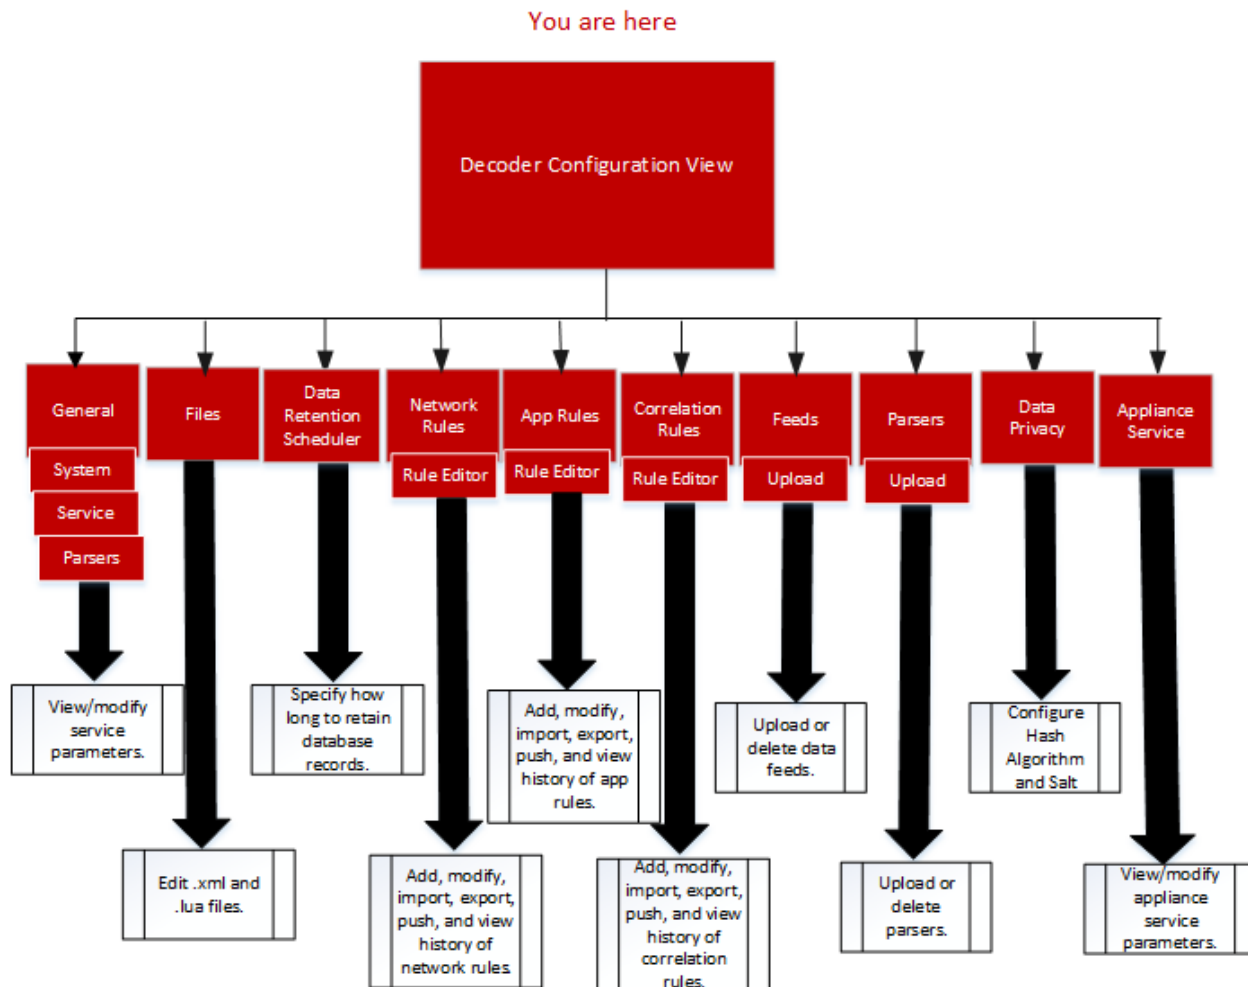 You are here
Decoder Configuration View
General
System
Service
Parsers
Files
Data
Retention
Scheduler
Network
Rules
Rule Editor
App Rules
Rule Editor
Correlation
Rules
Rule Editor
Feeds
Upload
Parsers
Upload
Data
Privacy
Appliance
Service
View/modify
service
parameters.
Edit .xml and
.lua files.
Specify how
long to retain
database
records.
Add, modify,
import, export,
push, and view
history of
network rules.
Add, modify,
import, export,
push, and view
history of app
rules.
Add, modify,
import, export,
push, and view
history of
correlation
rules.
Upload or
delete data
feeds.
Upload or
delete
parsers.
Configure
Hash
Algorithm
and Salt
View/modify
appliance
service
parameters.